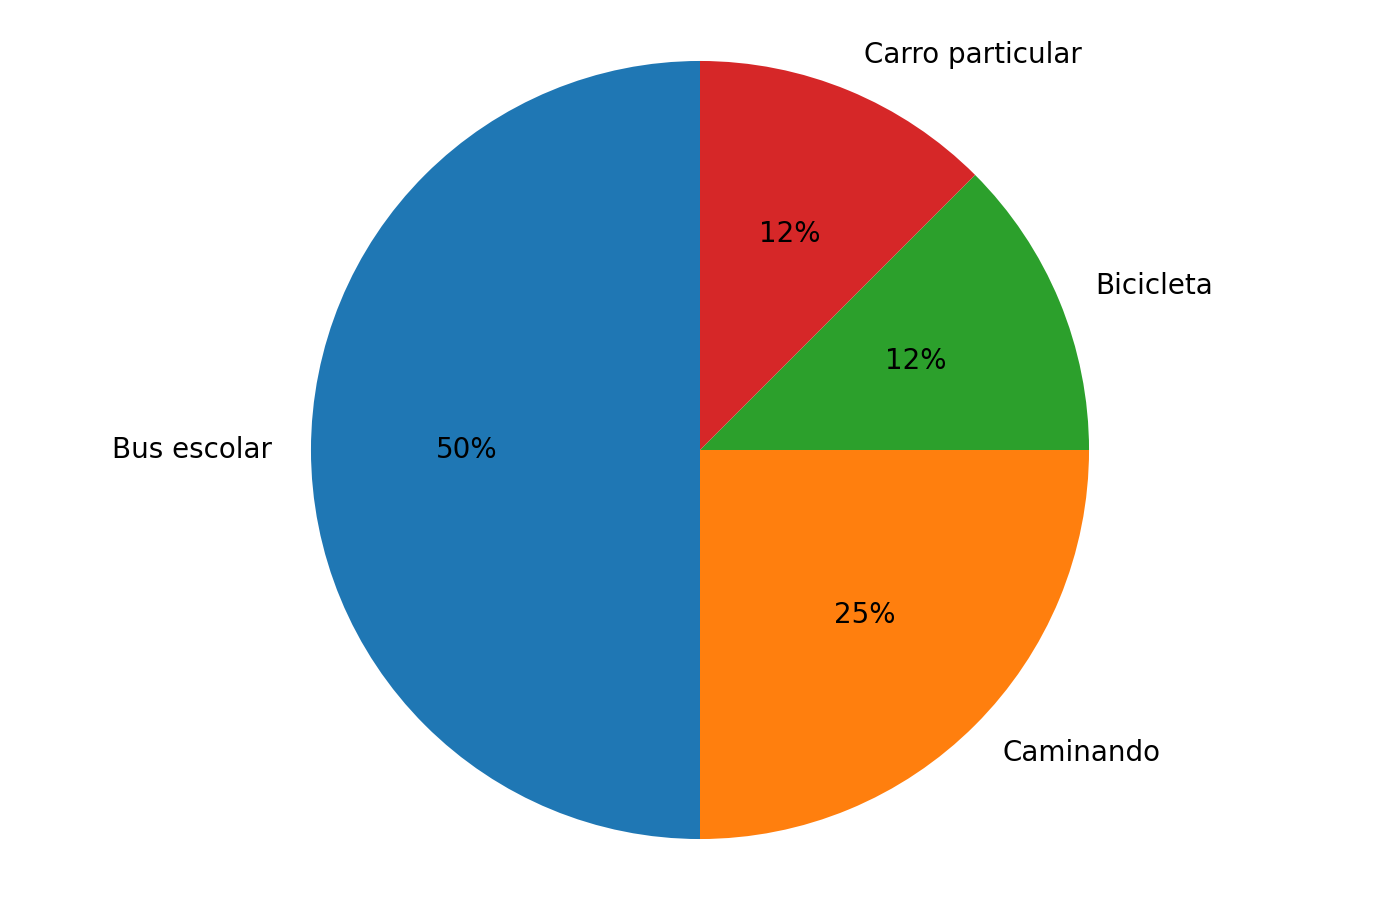 Carro particular
12%
Bicicleta
12%
Bus escolar
50%
25%
Caminando